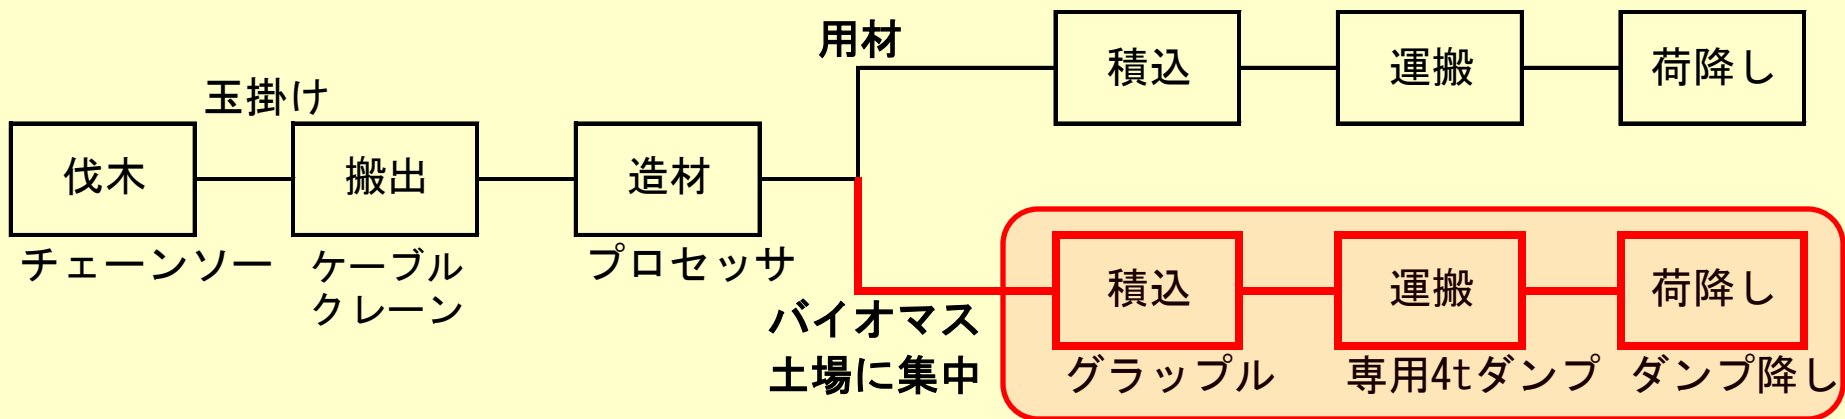 用材
積込
運搬
荷降し
玉掛け
伐木
搬出
造材
チェーンソー
ケーブル
クレーン
プロセッサ
バイオマス
土場に集中
積込
運搬
荷降し
グラップル
専用4tダンプ
ダンプ降し